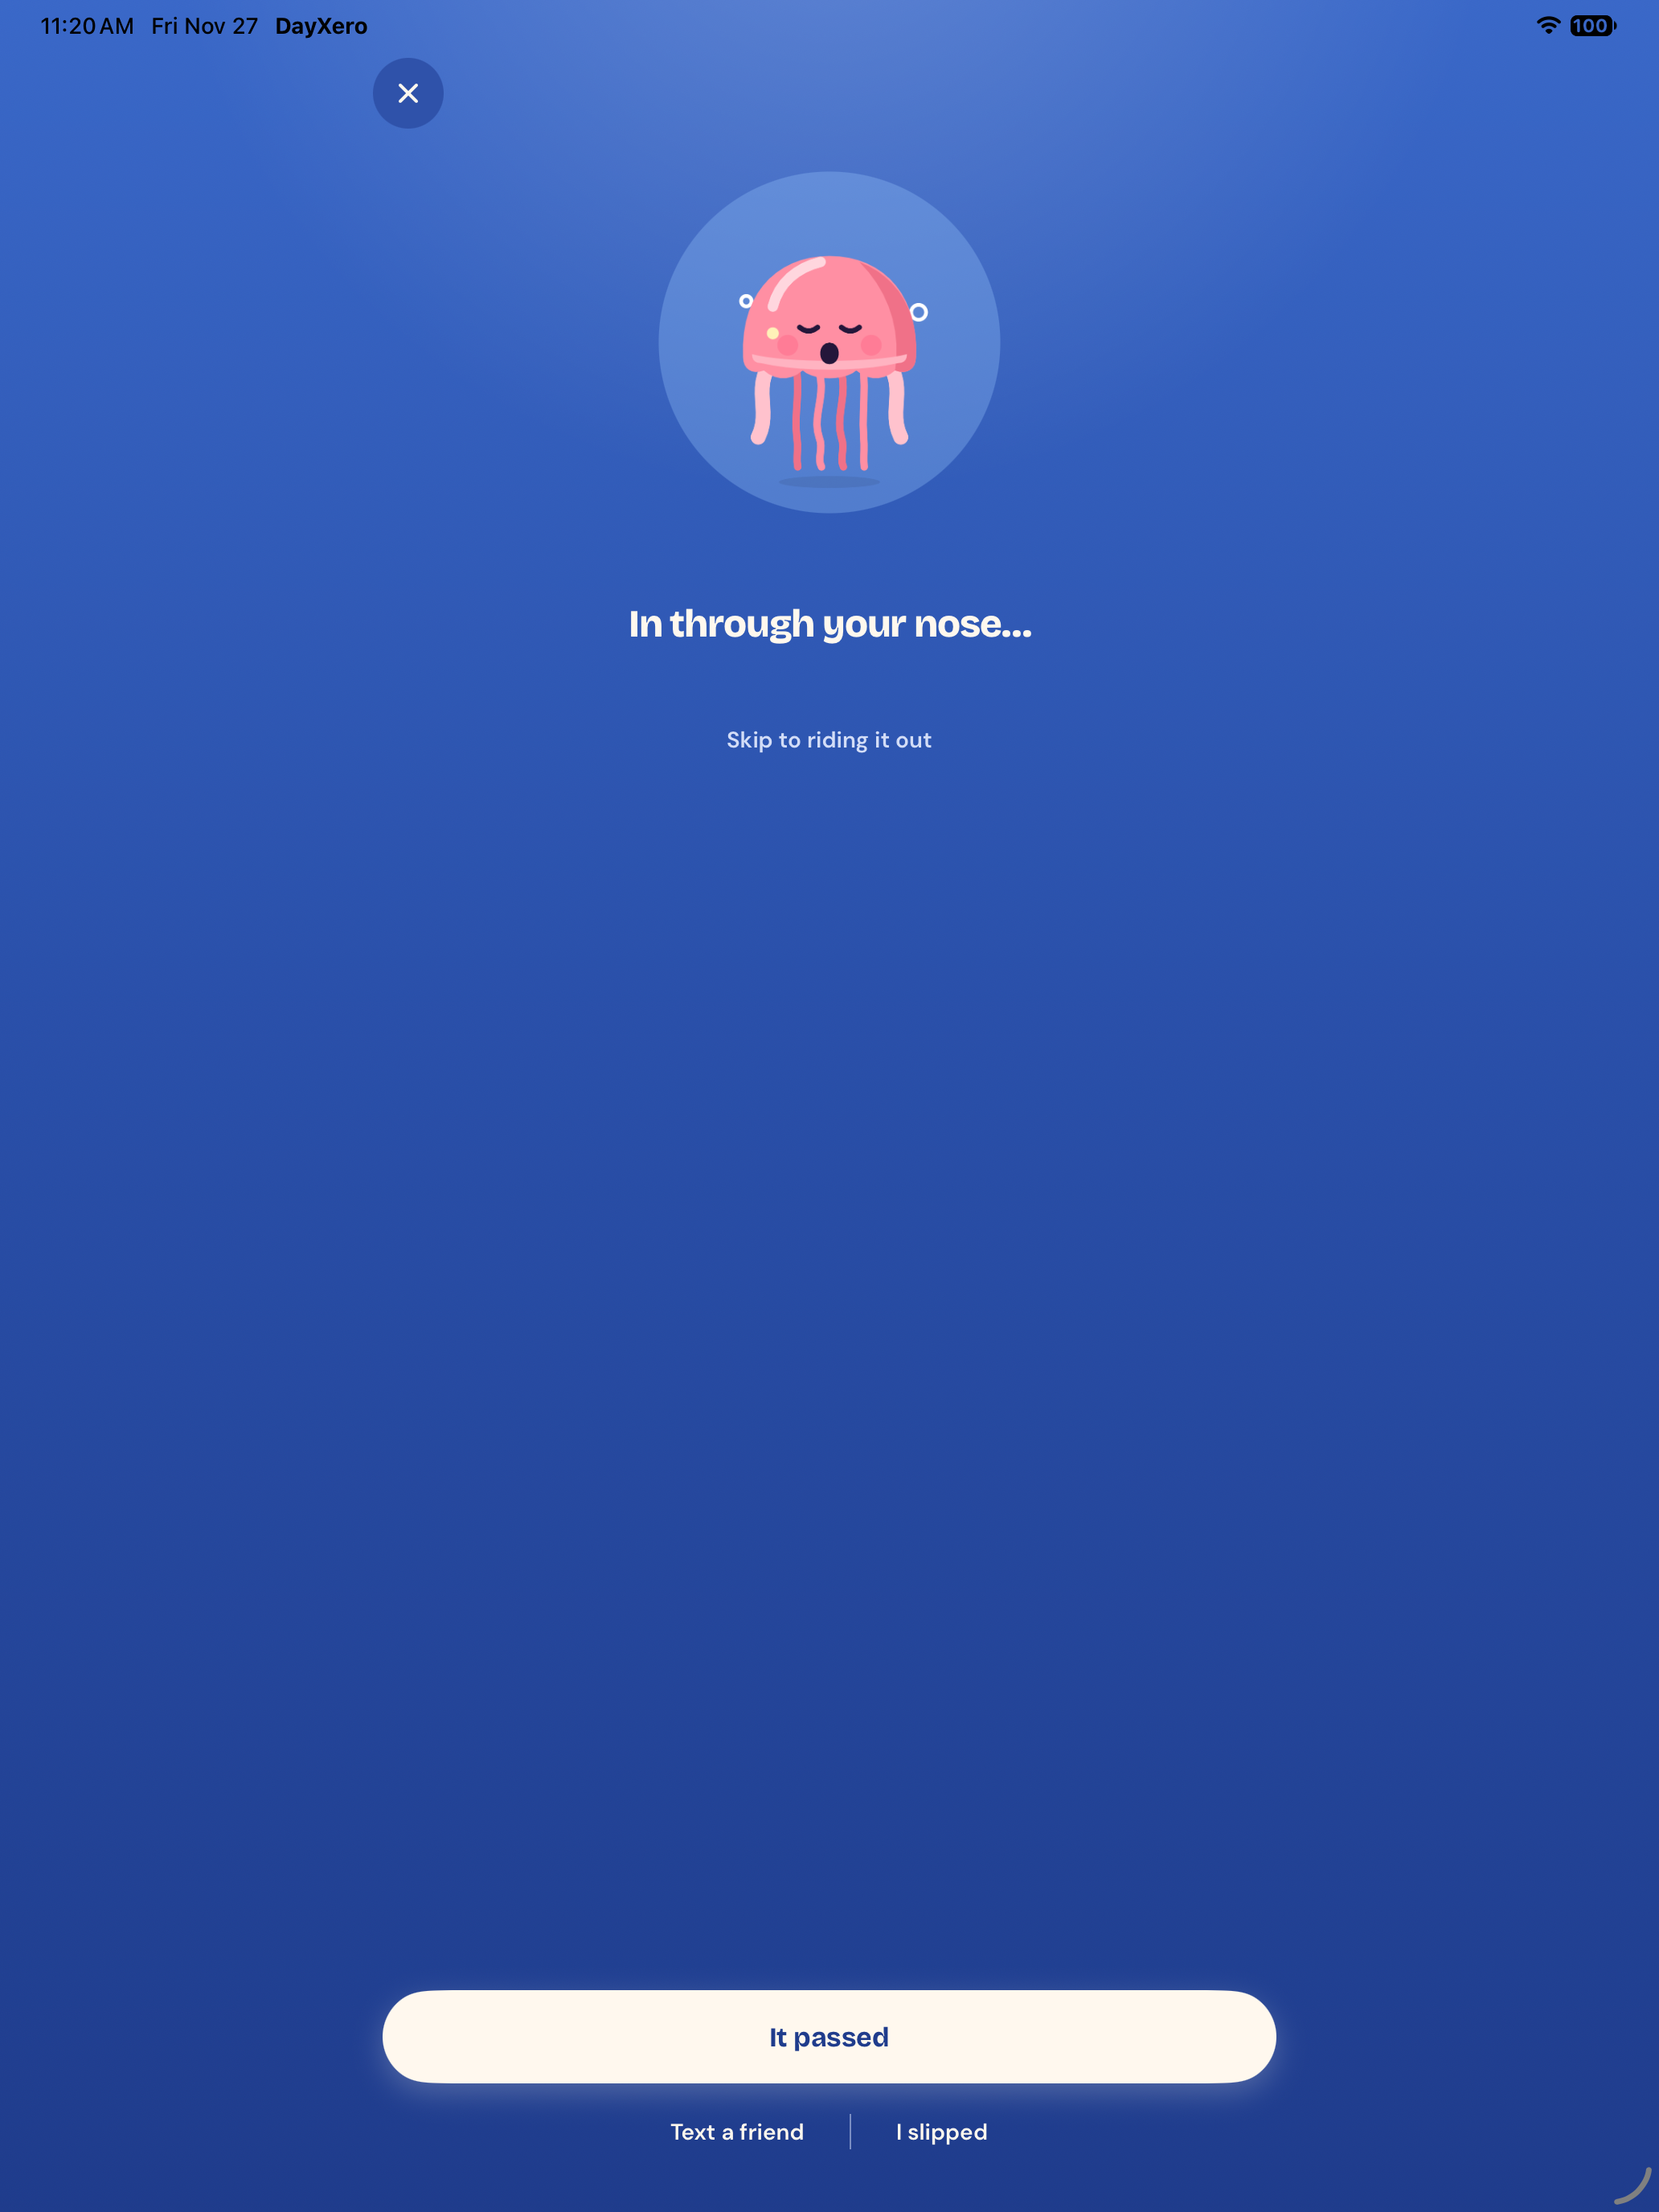 11:20 AM Fri Nov 27 DayXero 100
In through your nose...
Skip to riding it out
It passed
Text a friend I slipped